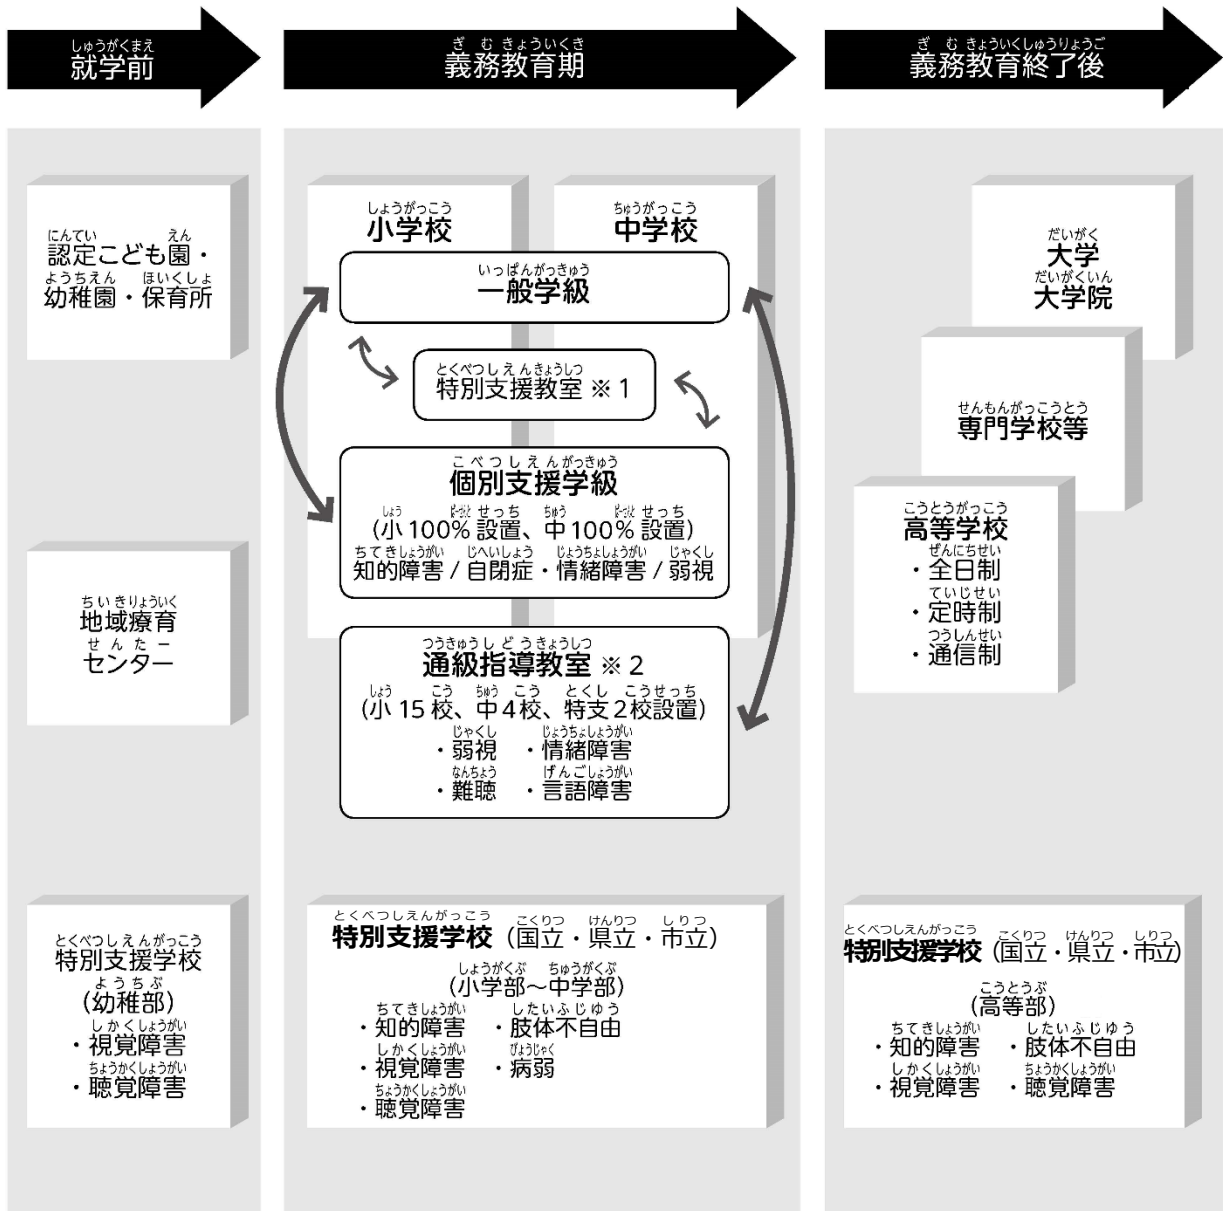 しゅうがくまえ
就学前
ぎむきょういくき
義務教育期
ぎむきょういくしゅうりょうご
義務教育終了後
にんてい えん
認定こども園・
ようちえん ほいくしょ
幼稚園・保育所
ちいきりょういく
地域療育
せんたー
センター
とくべつしえんがっこう
特別支援学校
ようちぶ
(幼稚部)
しかくしょうがい
・視覚障害
ちょうかくしょうがい
・聴覚障害
しょうがっこう
小学校
ちゅうがっこう
中学校
いっぱんがっきゅう
一般学級
とくべつしえんきょうしつ
特別支援教室 ※1
こべつしえんがっきゅう
個別支援学級
しょう ぱーせんと せっち ちゅう ぱーせんと せっち
(小100%設置、中100%設置)
ちてきしょうがい じへいしょう じょうちょしょうがい じゃくし
知的障害 / 自閉症・情緒障害 / 弱視
つうきゅうしどうきょうしつ
通級指導教室 ※2
しょう こう ちゅう こう とくし こうせっち
(小15校、中4校、特支2校設置)
じゃくし じょうちょしょうがい
・弱視 ・情緒障害
なんちょう げんごしょうがい
・難聴 ・言語障害
とくべつしえんがっこう こくりつ けんりつ しりつ
特別支援学校(国立・県立・市立)
しょうがくぶ ちゅうがくぶ
(小学部～中学部)
ちてきしょうがい したいふじゆう
・知的障害 ・肢体不自由
しかくしょうがい びょうじゃく
・視覚障害 ・病弱
ちょうかくしょうがい
・聴覚障害
だいがく
大学
だいがくいん
大学院
せんもんがっこうとう
専門学校等
こうとうがっこう
高等学校
ぜんにちせい
・全日制
ていじせい
・定時制
つうしんせい
・通信制
とくべつしえんがっこう こくりつ けんりつ しりつ
特別支援学校(国立・県立・市立)
こうとうぶ
(高等部)
ちてきしょうがい したいふじゆう
・知的障害 ・肢体不自由
しかくしょうがい ちょうかくしょうがい
・視覚障害 ・聴覚障害